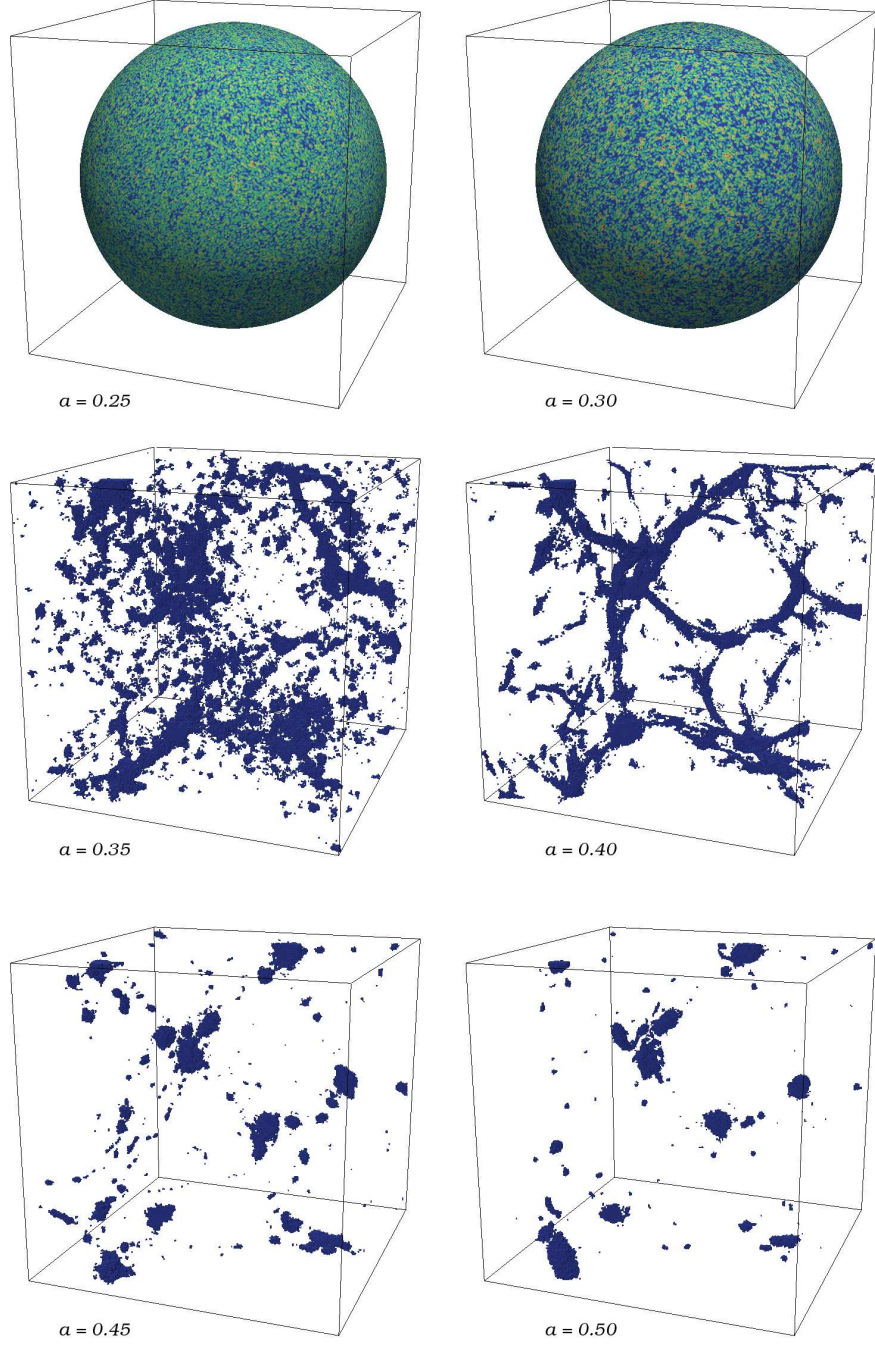 a = 0.25
a = 0.30
a = 0.35
a = 0.40
a = 0.45
a = 0.50